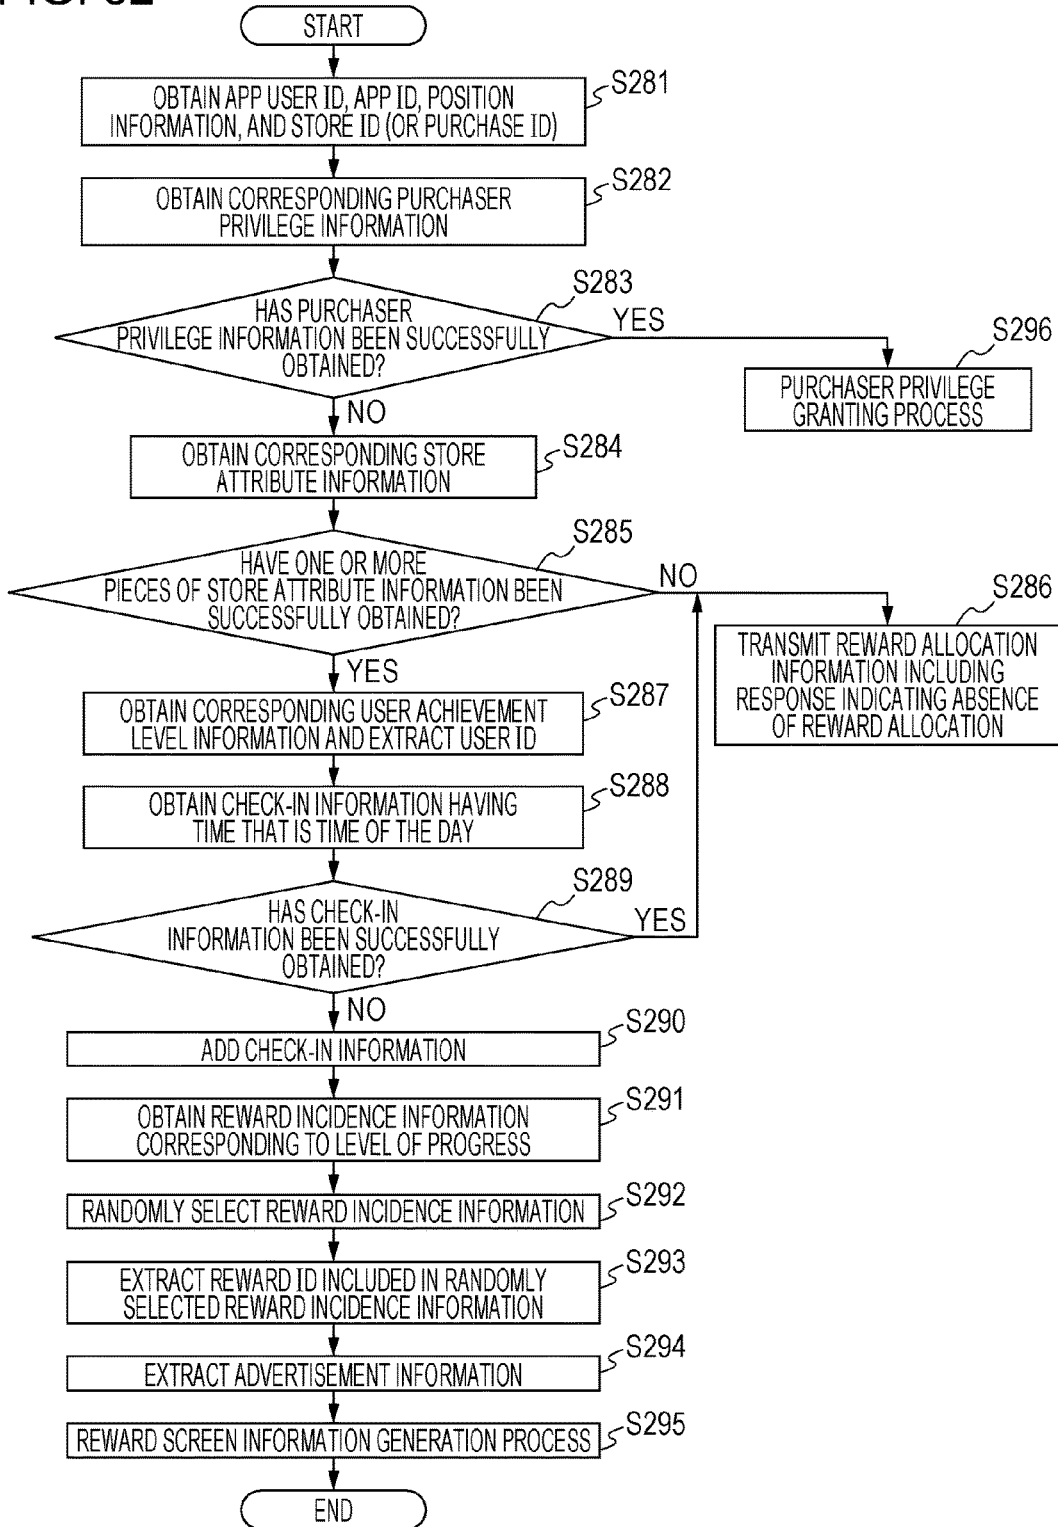 START
S281
OBTAIN APP USER ID, APP ID, POSITION
INFORMATION, AND STORE ID (OR PURCHASE ID)
S282
OBTAIN CORRESPONDING PURCHASER
PRIVILEGE INFORMATION
S283
HAS PURCHASER
PRIVILEGE INFORMATION BEEN SUCCESSFULLY
OBTAINED?
YES
S296
PURCHASER PRIVILEGE
GRANTING PROCESS
NO
S284
OBTAIN CORRESPONDING STORE
ATTRIBUTE INFORMATION
S285
HAVE ONE OR MORE
PIECES OF STORE ATTRIBUTE INFORMATION BEEN
SUCCESSFULLY OBTAINED?
NO
S286
TRANSMIT REWARD ALLOCATION
INFORMATION INCLUDING
RESPONSE INDICATING ABSENCE
OF REWARD ALLOCATION
YES
S287
OBTAIN CORRESPONDING USER ACHIEVEMENT
LEVEL INFORMATION AND EXTRACT USER ID
S288
OBTAIN CHECK-IN INFORMATION HAVING
TIME THAT IS TIME OF THE DAY
S289
HAS CHECK-IN
INFORMATION BEEN SUCCESSFULLY
OBTAINED?
YES
NO
S290
ADD CHECK-IN INFORMATION
S291
OBTAIN REWARD INCIDENCE INFORMATION
CORRESPONDING TO LEVEL OF PROGRESS
S292
RANDOMLY SELECT REWARD INCIDENCE INFORMATION
S293
EXTRACT REWARD ID INCLUDED IN RANDOMLY
SELECTED REWARD INCIDENCE INFORMATION
S294
EXTRACT ADVERTISEMENT INFORMATION
S295
REWARD SCREEN INFORMATION GENERATION PROCESS
END